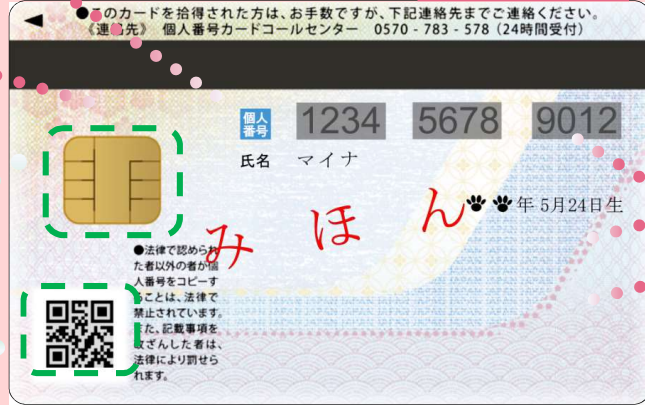 ●このカードを拾得された方は、お手数ですが、下記連絡先までご連絡ください。
《連絡先》 個人番号カードコールセンター 0570 - 783 - 578 (24時間受付)
個人番号 1234 5678 9012
氏名 マイナ
年 5月24日生
みほん
●法律で認められ
た者以外の者が個
人番号をコピーす
ることは、法律で
禁止されています。
また、記載事項を
改ざんした者は、
法律により罰せら
れます。